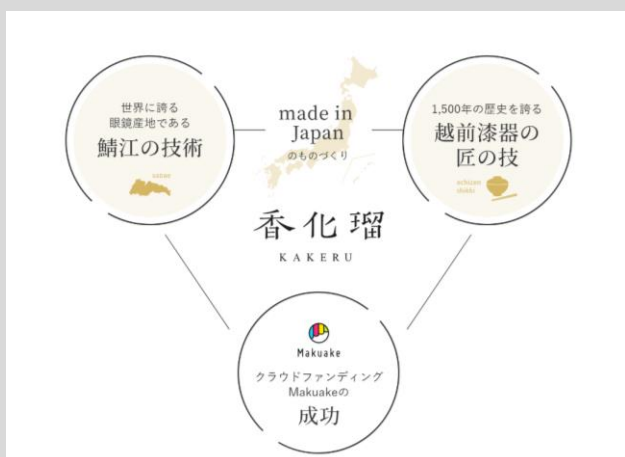 世界に誇る
眼鏡産地である
鯖江の技術
sabae
made in
Japan
のものづくり
1,500年の歴史を誇る
越前漆器の
匠の技
echizen
shikki
香化瑠
KAKERU
Makuake
クラウドファンディング
Makuakeの
成功